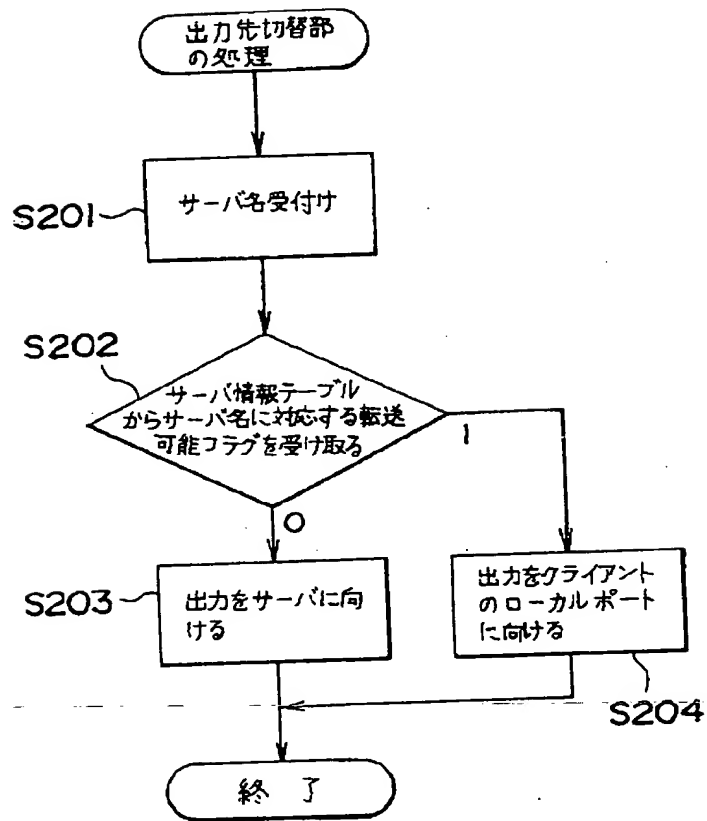 出力先切替部
の処理
サーバ名受付け
S201
S202
サーバ情報テーブル
からサーバ名に対応する転送
可能フラグを受け取る
1
0
S203
出力をサーバに向
ける
出力をクライアント
のローカルポート
に向ける
S204
終了